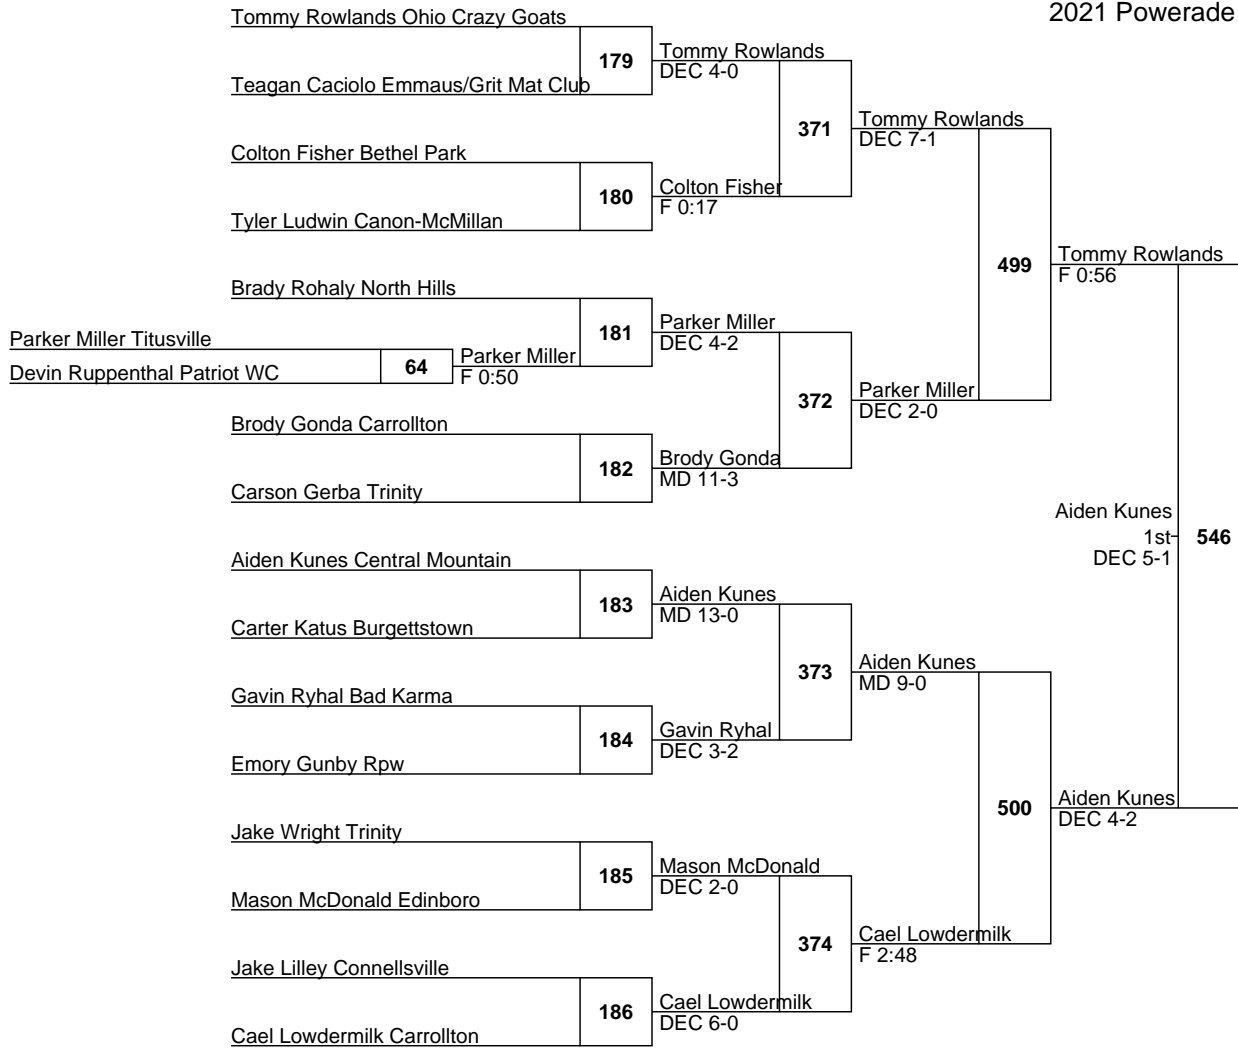 2021 Powerade
Tommy Rowlands Ohio Crazy Goats
179
Tommy Rowlands
DEC 4-0
Teagan Caciolo Emmaus/Grit Mat Club
371
Tommy Rowlands
DEC 7-1
Colton Fisher Bethel Park
180
Colton Fisher
F 0:17
Tyler Ludwin Canon-McMillan
499
Tommy Rowlands
F 0:56
Brady Rohaly North Hills
181
Parker Miller
DEC 4-2
Parker Miller Titusville
64
Parker Miller
F 0:50
Devin Ruppenthal Patriot WC
372
Parker Miller
DEC 2-0
Brody Gonda Carrollton
182
Brody Gonda
MD 11-3
Carson Gerba Trinity
Aiden Kunes
1st
DEC 5-1
546
Aiden Kunes Central Mountain
183
Aiden Kunes
MD 13-0
Carter Katus Burgettstown
373
Aiden Kunes
MD 9-0
Gavin Ryhal Bad Karma
184
Gavin Ryhal
DEC 3-2
Emory Gunby Rpw
500
Aiden Kunes
DEC 4-2
Jake Wright Trinity
185
Mason McDonald
DEC 2-0
Mason McDonald Edinboro
374
Cael Lowdermilk
F 2:48
Jake Lilley Connellsville
186
Cael Lowdermilk
DEC 6-0
Cael Lowdermilk Carrollton